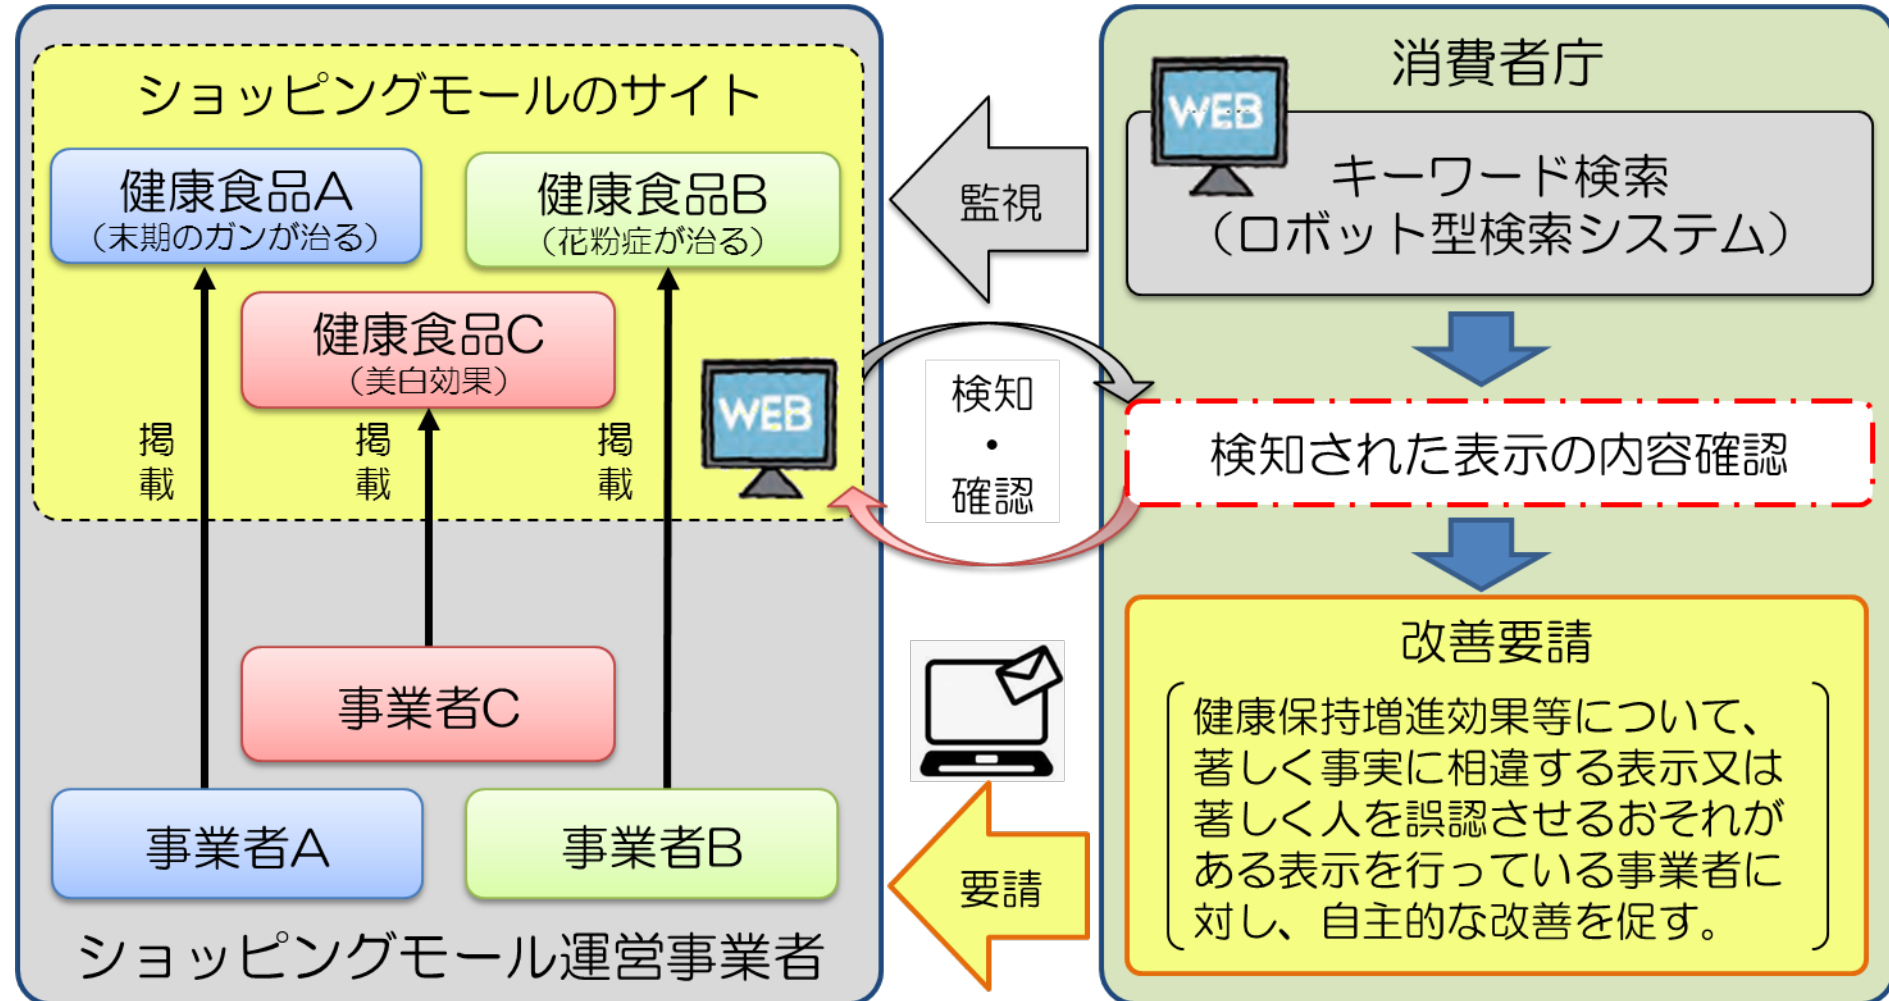 ショッピングモールのサイト
健康食品A
（末期のガンが治る）
健康食品B
（花粉症が治る）
健康食品C
（美白効果）
WEB
掲載
掲載
掲載
事業者C
事業者A
事業者B
ショッピングモール運営事業者
監視
検知
・
確認
要請
消費者庁
WEB
キーワード検索
（ロボット型検索システム）
検知された表示の内容確認
改善要請
健康保持増進効果等について、
著しく事実に相違する表示又は
著しく人を誤認させるおそれが
ある表示を行っている事業者に
対し、自主的な改善を促す。